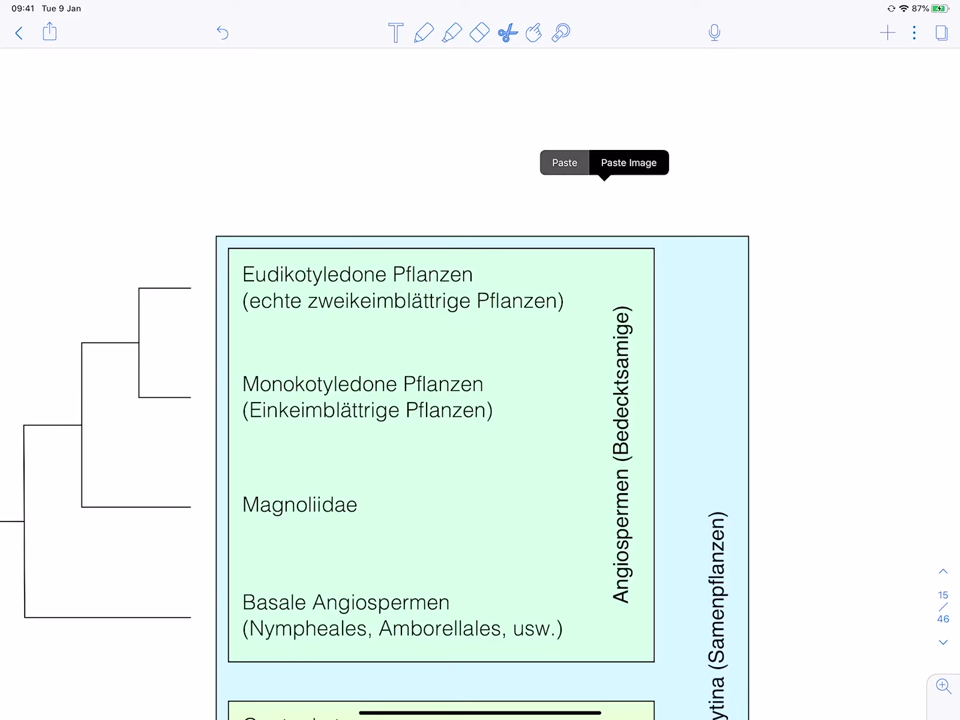 09:41 Tue 9 Jan
87%
Paste
Paste Image
Eudikotyledone Pflanzen
(echte zweikeimblättrige Pflanzen)
Monokotyledone Pflanzen
(Einkeimblättrige Pflanzen)
Magnoliidae
Basale Angiospermen
(Nympheales, Amborellales, usw.)
Angiospermen (Bedecktsamige)
ytina (Samenpflanzen)
15
/
46